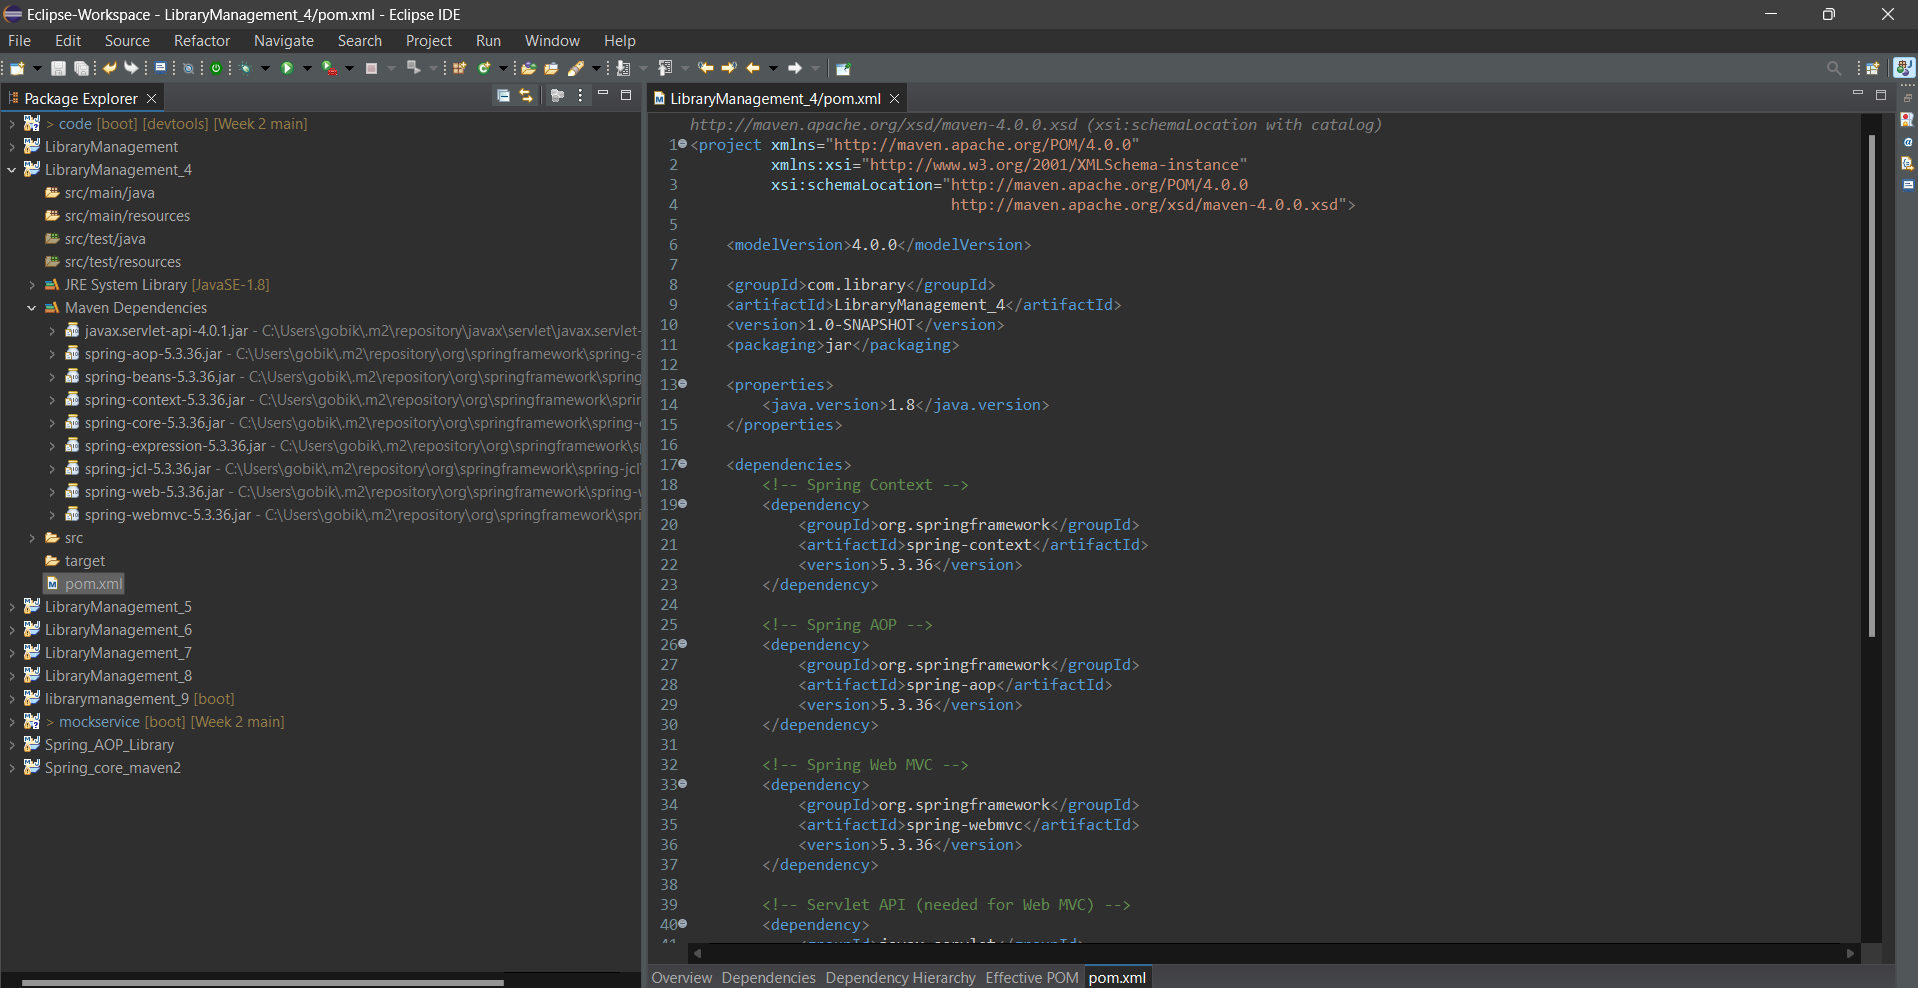 Eclipse-Workspace - LibraryManagement_4/pom.xml - Eclipse IDE
File Edit Source Refactor Navigate Search Project Run Window Help
Package Explorer
> code [boot] [devtools] [Week 2 main]
LibraryManagement
LibraryManagement_4
src/main/java
src/main/resources
src/test/java
src/test/resources
JRE System Library [JavaSE-1.8]
Maven Dependencies
javax.servlet-api-4.0.1.jar - C:\Users\gobik\.m2\repository\javax\servlet\javax.servlet-
spring-aop-5.3.36.jar - C:\Users\gobik\.m2\repository\org\springframework\spring-a
spring-beans-5.3.36.jar - C:\Users\gobik\.m2\repository\org\springframework\spring
spring-context-5.3.36.jar - C:\Users\gobik\.m2\repository\org\springframework\sprin
spring-core-5.3.36.jar - C:\Users\gobik\.m2\repository\org\springframework\spring-
spring-expression-5.3.36.jar - C:\Users\gobik\.m2\repository\org\springframework\s
spring-jcl-5.3.36.jar - C:\Users\gobik\.m2\repository\org\springframework\spring-jcl
spring-web-5.3.36.jar - C:\Users\gobik\.m2\repository\org\springframework\spring-
spring-webmvc-5.3.36.jar - C:\Users\gobik\.m2\repository\org\springframework\spri
src
target
pom.xml
LibraryManagement_5
LibraryManagement_6
LibraryManagement_7
LibraryManagement_8
librarymanagement_9 [boot]
> mockservice [boot] [Week 2 main]
Spring_AOP_Library
Spring_core_maven2
LibraryManagement_4/pom.xml
http://maven.apache.org/xsd/maven-4.0.0.xsd (xsi:schemaLocation with catalog)
1 <project xmlns="http://maven.apache.org/POM/4.0.0"
2 xmlns:xsi="http://www.w3.org/2001/XMLSchema-instance"
3 xsi:schemaLocation="http://maven.apache.org/POM/4.0.0
4 http://maven.apache.org/xsd/maven-4.0.0.xsd">
5
6 <modelVersion>4.0.0</modelVersion>
7
8 <groupId>com.library</groupId>
9 <artifactId>LibraryManagement_4</artifactId>
10 <version>1.0-SNAPSHOT</version>
11 <packaging>jar</packaging>
12
13 <properties>
14 <java.version>1.8</java.version>
15 </properties>
16
17 <dependencies>
18 <!-- Spring Context -->
19 <dependency>
20 <groupId>org.springframework</groupId>
21 <artifactId>spring-context</artifactId>
22 <version>5.3.36</version>
23 </dependency>
24
25 <!-- Spring AOP -->
26 <dependency>
27 <groupId>org.springframework</groupId>
28 <artifactId>spring-aop</artifactId>
29 <version>5.3.36</version>
30 </dependency>
31
32 <!-- Spring Web MVC -->
33 <dependency>
34 <groupId>org.springframework</groupId>
35 <artifactId>spring-webmvc</artifactId>
36 <version>5.3.36</version>
37 </dependency>
38
39 <!-- Servlet API (needed for Web MVC) -->
40 <dependency>
Overview Dependencies Dependency Hierarchy Effective POM pom.xml